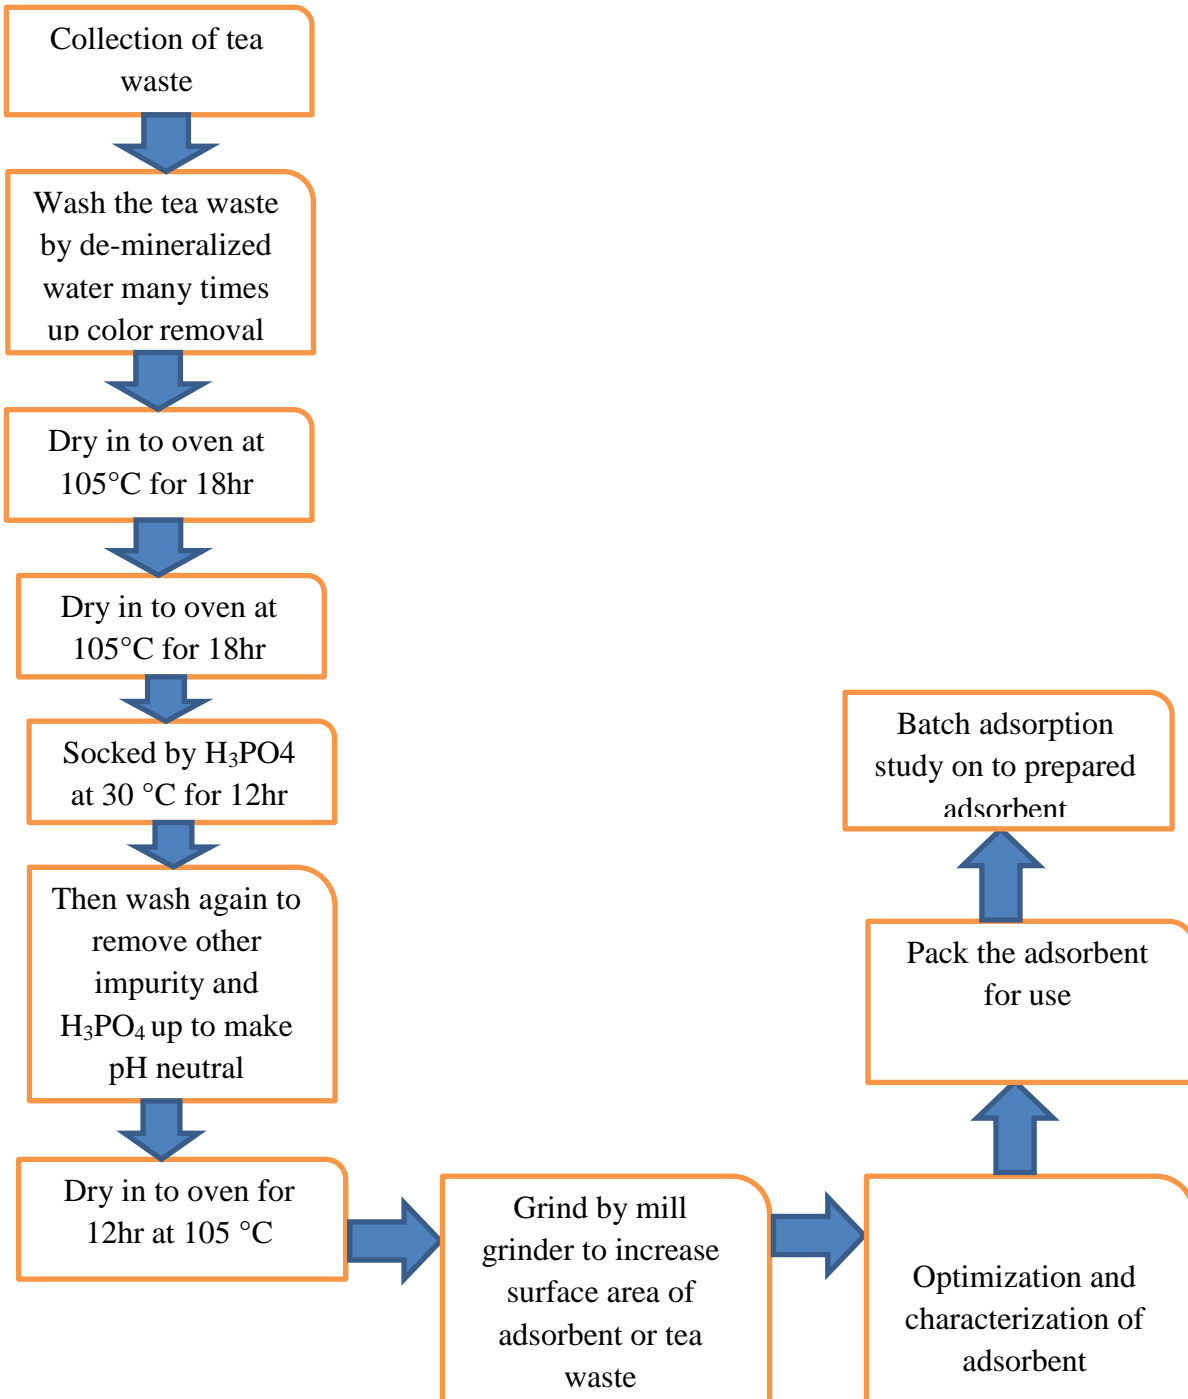 Collection of tea
waste
Wash the tea waste
by de-mineralized
water many times
up color removal
Dry in to oven at
105°C for 18hr
Dry in to oven at
105°C for 18hr
Socked by H₃PO4
at 30 °C for 12hr
Then wash again to
remove other
impurity and
H₃PO₄ up to make
pH neutral
Dry in to oven for
12hr at 105 °C
Grind by mill
grinder to increase
surface area of
adsorbent or tea
waste
Optimization and
characterization of
adsorbent
Pack the adsorbent
for use
Batch adsorption
study on to prepared
adsorbent